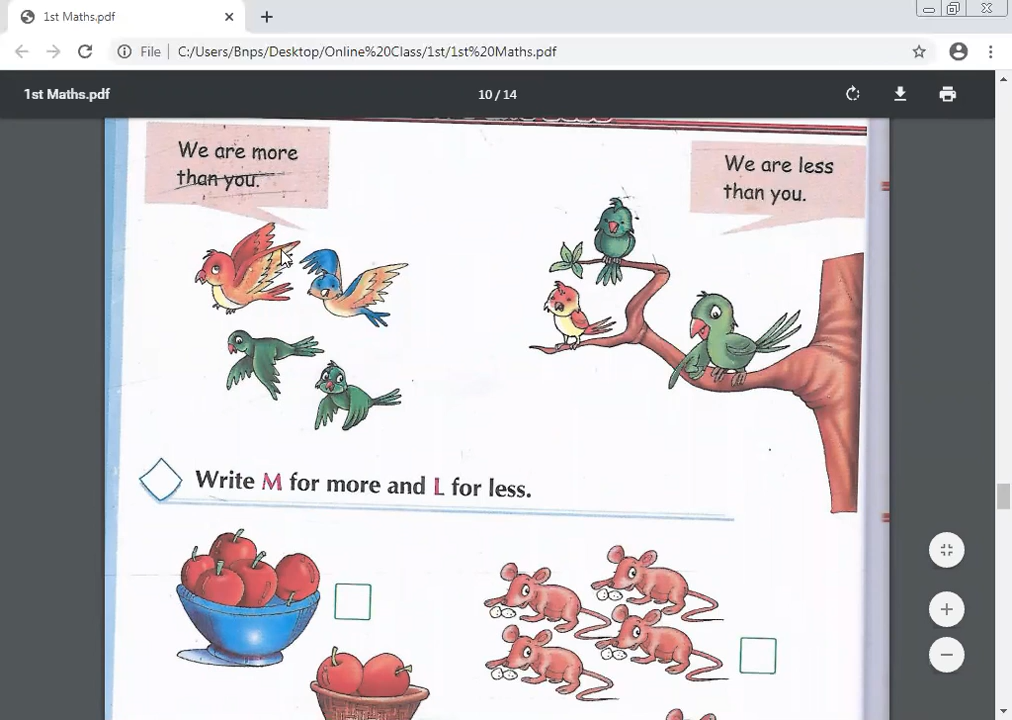 1st Maths.pdf
File C:/Users/Bnps/Desktop/Online%20Class/1st/1st%20Maths.pdf
1st Maths.pdf
10 / 14
We are more
than you.
We are less
than you.
Write M for more and L for less.